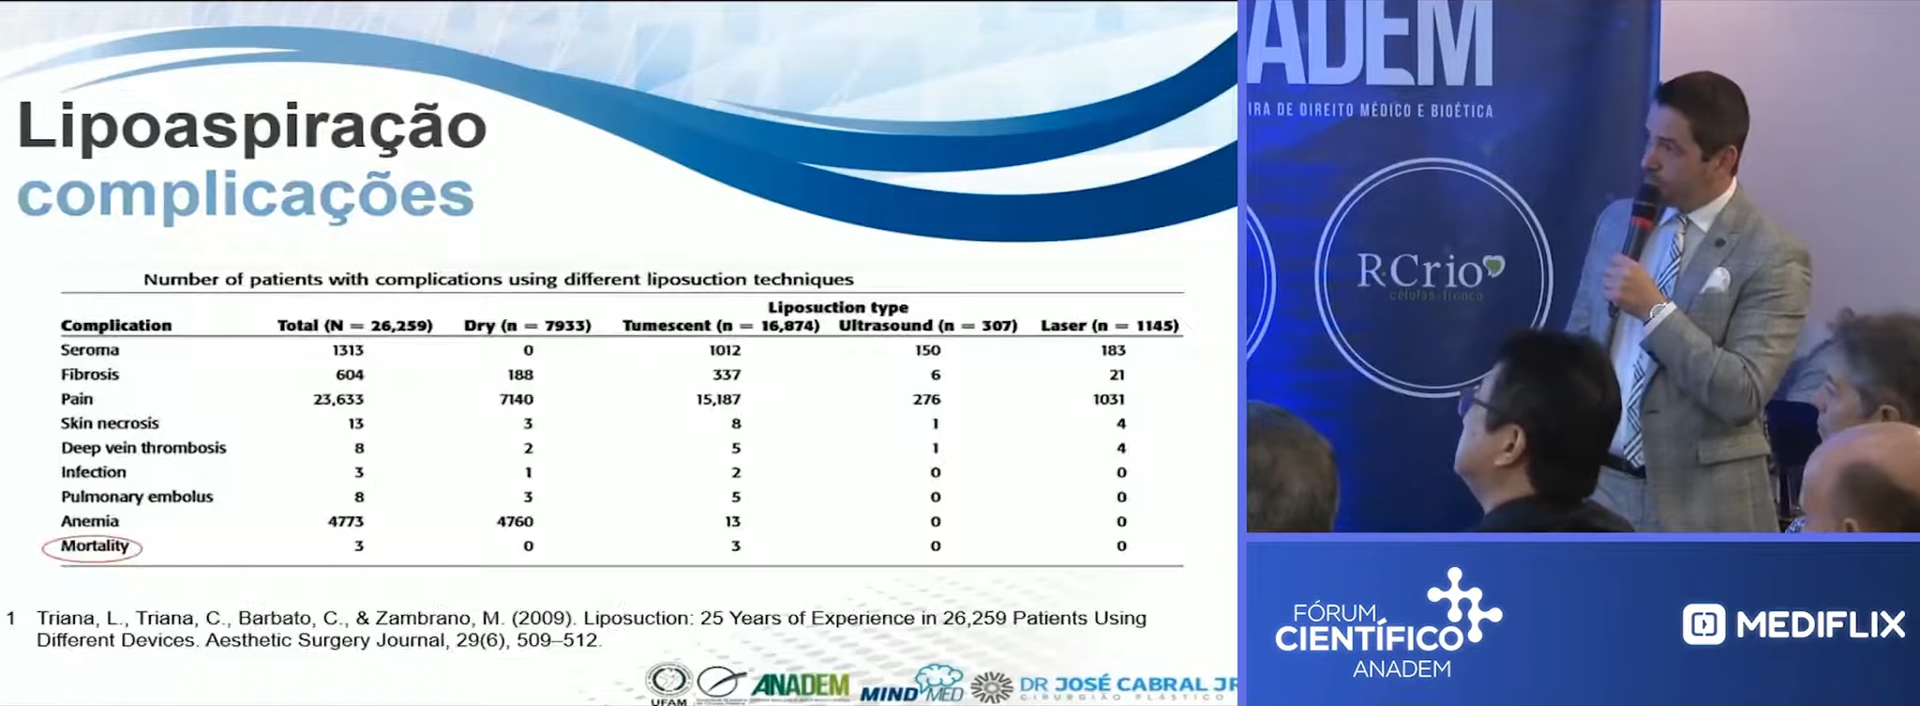 Lipoaspiração
complicações
Number of patients with complications using different liposuction techniques
Liposuction type
Complication Total (N = 26,259) Dry (n = 7933) Tumescent (n = 16,874) Ultrasound (n = 307) Laser (n = 1145)
Seroma 1313 0 1012 150 183
Fibrosis 604 188 337 6 21
Pain 23,633 7140 15,187 276 1031
Skin necrosis 13 3 8 1 4
Deep vein thrombosis 8 2 5 1 4
Infection 3 1 2 0 0
Pulmonary embolus 8 3 5 0 0
Anemia 4773 4760 13 0 0
Mortality 3 0 3 0 0
1 Triana, L., Triana, C., Barbato, C., & Zambrano, M. (2009). Liposuction: 25 Years of Experience in 26,259 Patients Using
Different Devices. Aesthetic Surgery Journal, 29(6), 509–512.
UFAM
ANADEM
MINDMED
DR JOSÉ CABRAL JR
CIRURGIÃO PLÁSTICO
ADEM
IRA DE DIREITO MÉDICO E BIOÉTICA
R·Crio
células-tronco
FÓRUM
CIENTÍFICO
ANADEM
MEDIFLIX